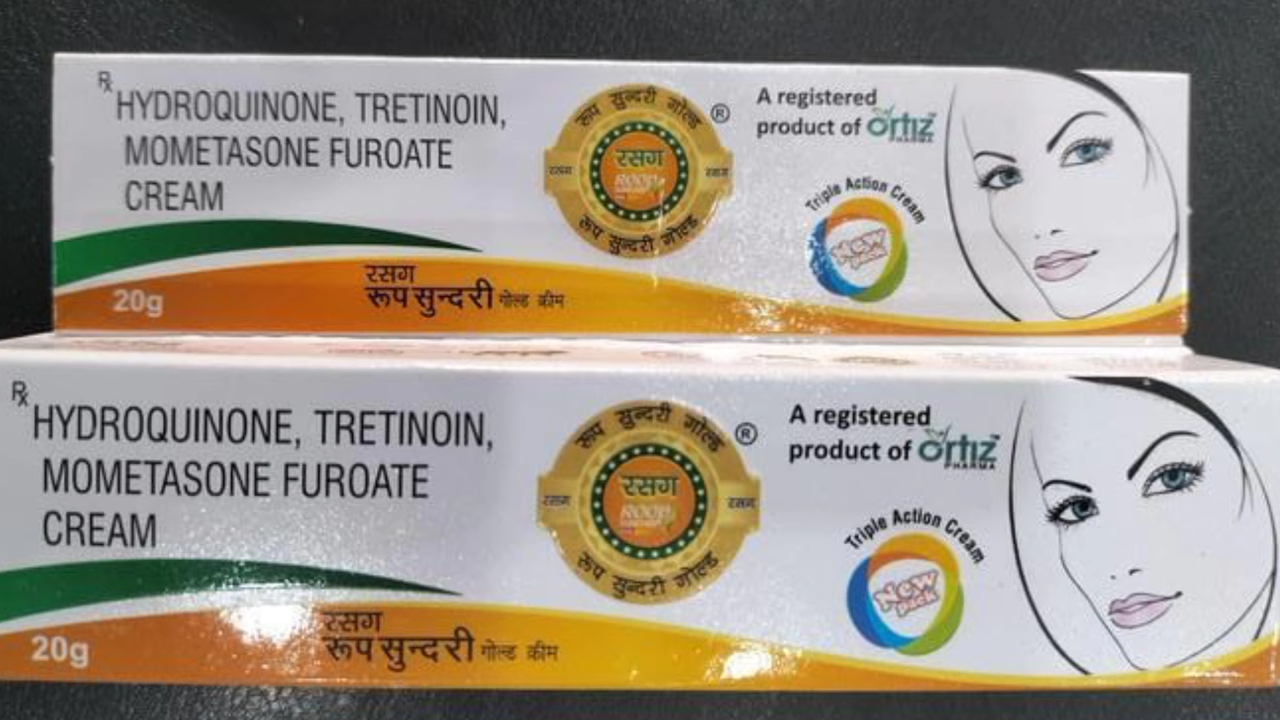 Rx
HYDROQUINONE, TRETINOIN,
MOMETASONE FUROATE
CREAM
20g
रसग
रूप सुन्दरी गोल्ड क्रीम
रूप सुन्दरी गोल्ड
®
रसग
रसग
रसग
ROOP
रूप सुन्दरी गोल्ड
A registered
product of ortiz
PHARMA
Triple Action Cream
New
pack
Rx
HYDROQUINONE, TRETINOIN,
MOMETASONE FUROATE
CREAM
20g
रसग
रूप सुन्दरी गोल्ड क्रीम
रूप सुन्दरी गोल्ड
®
रसग
रसग
रसग
ROOP
रूप सुन्दरी गोल्ड
A registered
product of ortiz
PHARMA
Triple Action Cream
New
pack